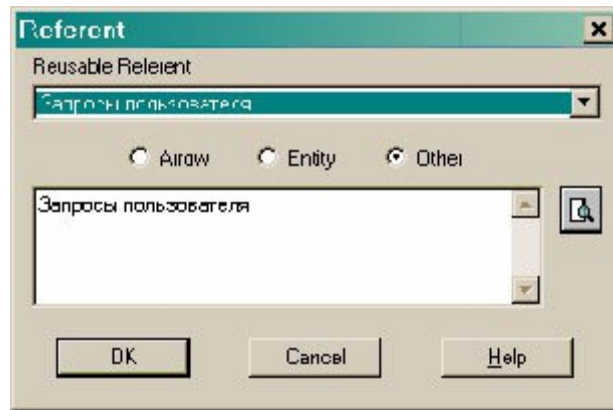 Referent
Reusable Referent
Запросы пользователя
Arrow Entity Other
Запросы пользователя
OK Cancel Help